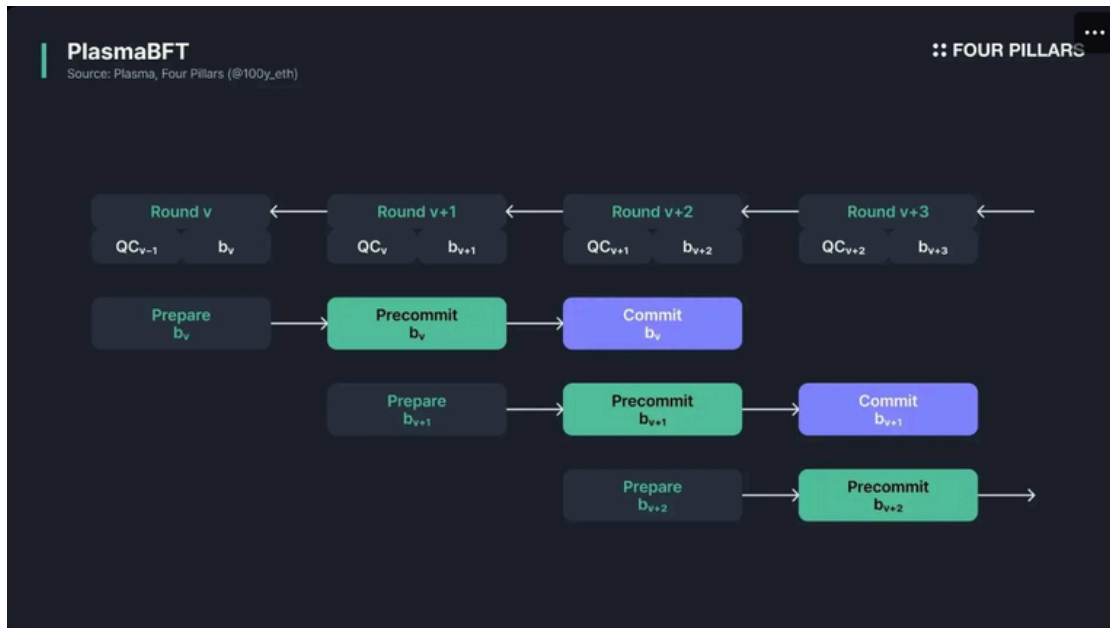 PlasmaBFT
Source: Plasma, Four Pillars (@100y_eth)
FOUR PILLARS
Round v
Round v+1
Round v+2
Round v+3
QCᵥ₋₁
bᵥ
QCᵥ
bᵥ₊₁
QCᵥ₊₁
bᵥ₊₂
QCᵥ₊₂
bᵥ₊₃
Prepare
bᵥ
Precommit
bᵥ
Commit
bᵥ
Prepare
bᵥ₊₁
Precommit
bᵥ₊₁
Commit
bᵥ₊₁
Prepare
bᵥ₊₂
Precommit
bᵥ₊₂